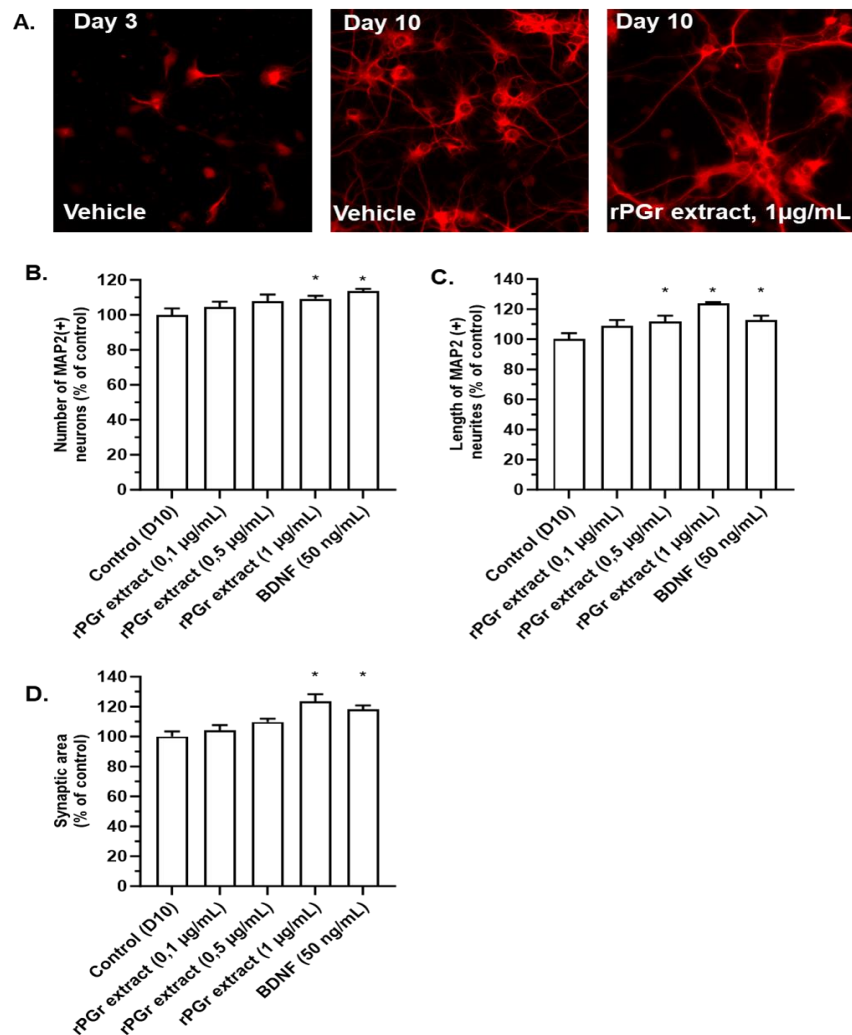 A.
Day 3
Vehicle
Day 10
Vehicle
Day 10
rPGr extract, 1µg/mL
B.
Number of MAP2(+)
neurons (% of control)
120
100
80
60
40
20
0
Control (D10)
rPGr extract (0,1 µg/mL)
rPGr extract (0,5 µg/mL)
rPGr extract (1 µg/mL)
BDNF (50 ng/mL)
* *
C.
Length of MAP2 (+)
neurites (% of control)
140
120
100
80
60
40
20
0
Control (D10)
rPGr extract (0,1 µg/mL)
rPGr extract (0,5 µg/mL)
rPGr extract (1 µg/mL)
BDNF (50 ng/mL)
* * *
D.
Synaptic area
(% of control)
140
120
100
80
60
40
20
0
Control (D10)
rPGr extract (0,1 µg/mL)
rPGr extract (0,5 µg/mL)
rPGr extract (1 µg/mL)
BDNF (50 ng/mL)
* *